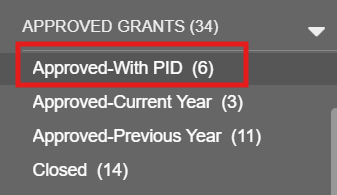 APPROVED GRANTS (34)
Approved-With PID (6)
Approved-Current Year (3)
Approved-Previous Year (11)
Closed (14)